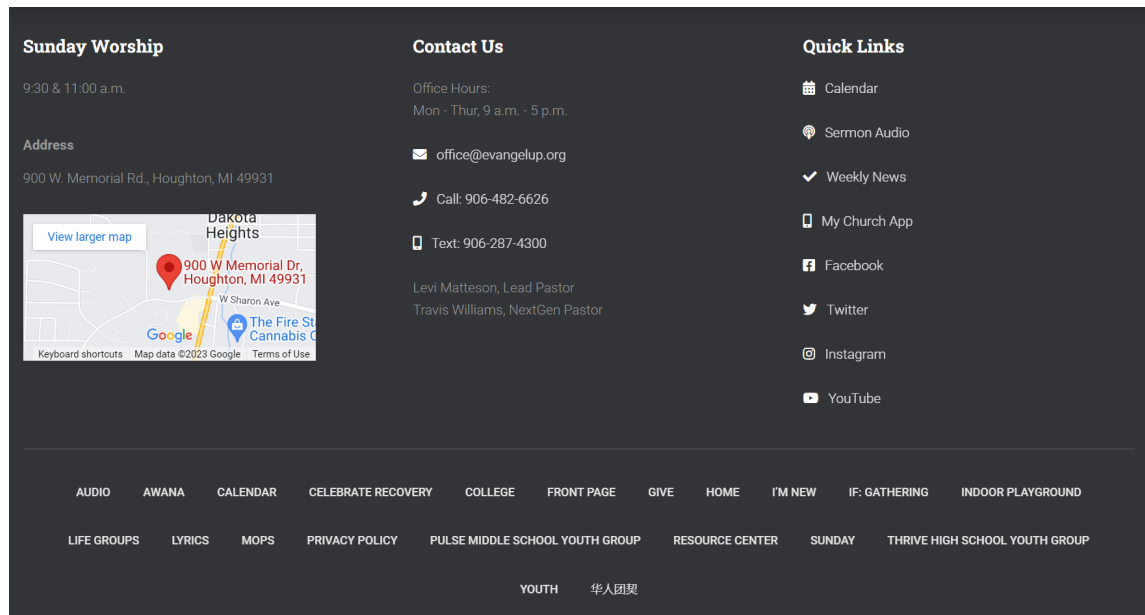 Sunday Worship
9:30 & 11:00 a.m.
Address
900 W. Memorial Rd., Houghton, MI 49931
View larger map
Dakota
Heights
900 W Memorial Dr,
Houghton, MI 49931
W Sharon Ave
The Fire St
Cannabis C
Google
Keyboard shortcuts Map data ©2023 Google Terms of Use
Contact Us
Office Hours:
Mon - Thur, 9 a.m. - 5 p.m.
office@evangelup.org
Call: 906-482-6626
Text: 906-287-4300
Levi Matteson, Lead Pastor
Travis Williams, NextGen Pastor
Quick Links
Calendar
Sermon Audio
Weekly News
My Church App
Facebook
Twitter
Instagram
YouTube
AUDIO AWANA CALENDAR CELEBRATE RECOVERY COLLEGE FRONT PAGE GIVE HOME I'M NEW IF: GATHERING INDOOR PLAYGROUND
LIFE GROUPS LYRICS MOPS PRIVACY POLICY PULSE MIDDLE SCHOOL YOUTH GROUP RESOURCE CENTER SUNDAY THRIVE HIGH SCHOOL YOUTH GROUP
YOUTH 华人团契